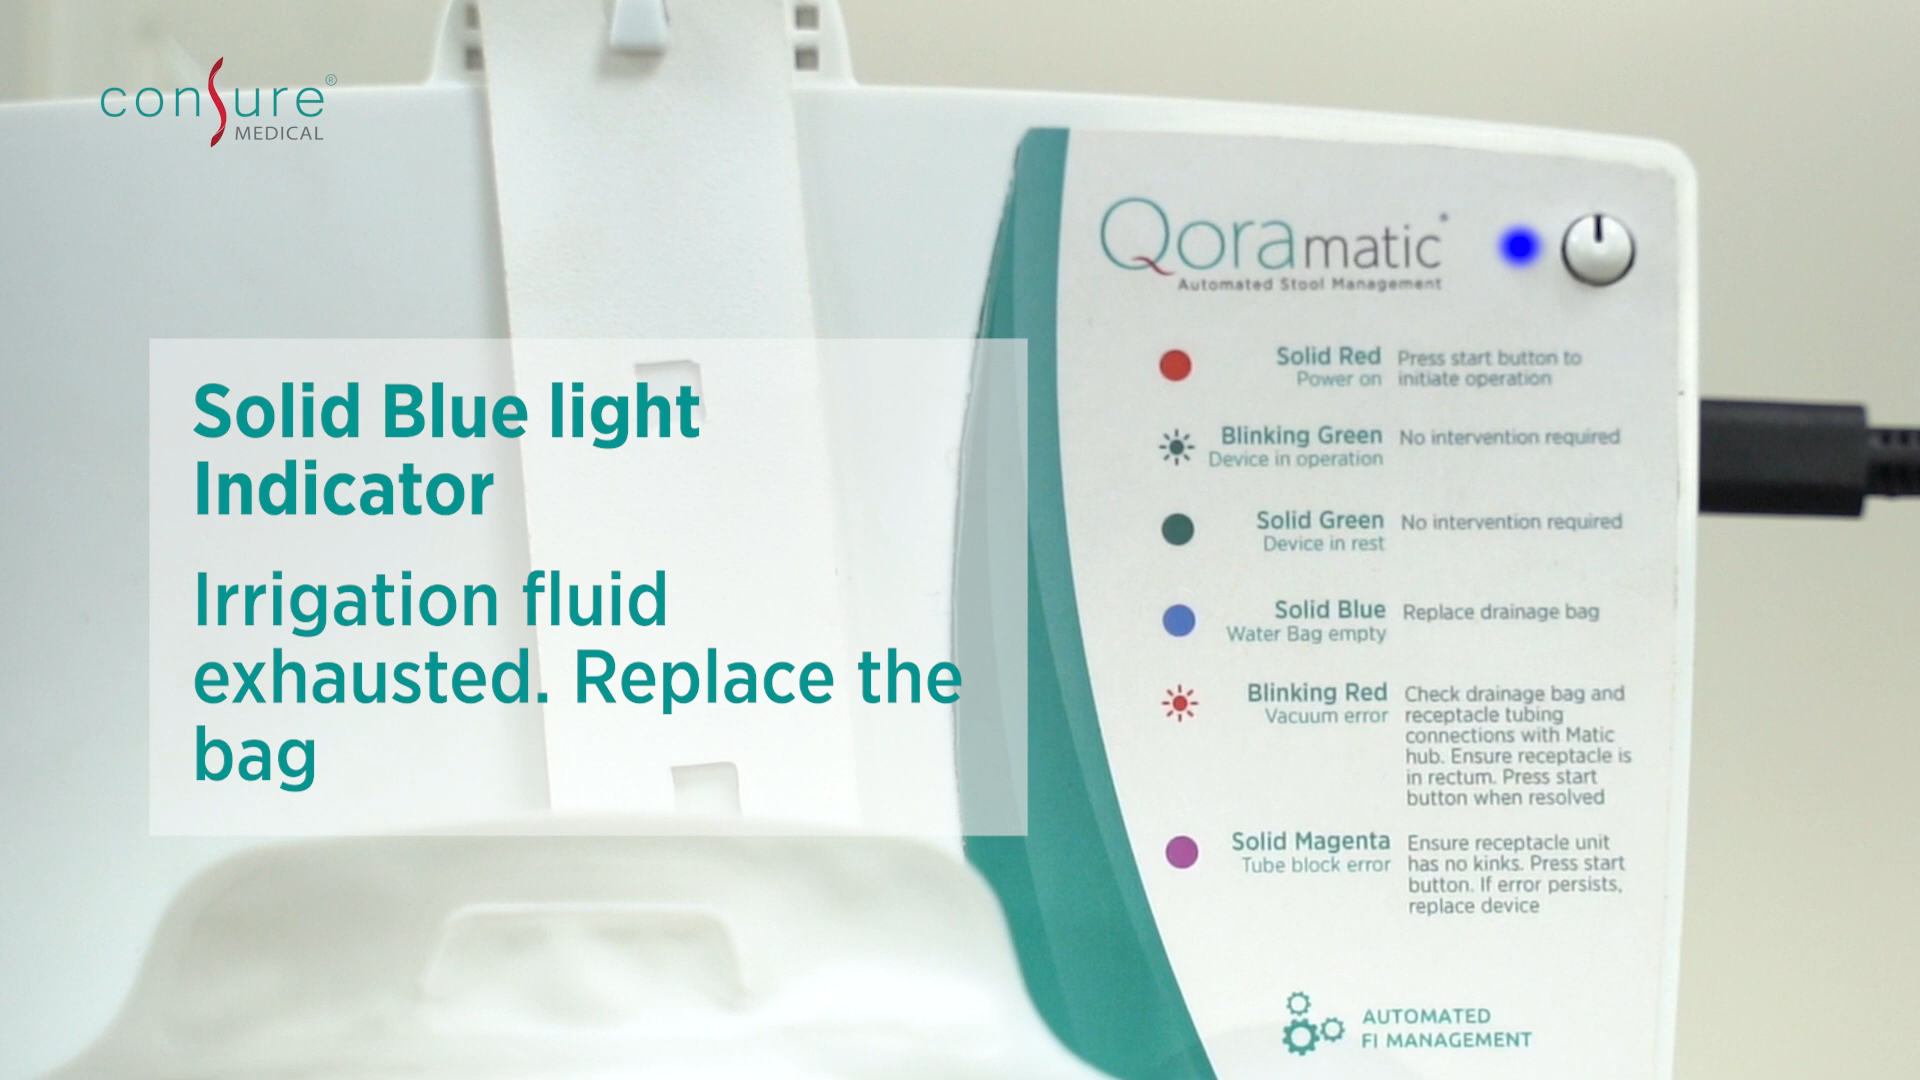 consure®
MEDICAL
Solid Blue light
Indicator
Irrigation fluid
exhausted. Replace the
bag
Qoramatic
Automated Stool Management
Solid Red
Power on
Press start button to
initiate operation
Blinking Green
Device in operation
No intervention required
Solid Green
Device in rest
No intervention required
Solid Blue
Water Bag empty
Replace drainage bag
Blinking Red
Vacuum error
Check drainage bag and
receptacle tubing
connections with Matic
hub. Ensure receptacle is
in rectum. Press start
button when resolved
Solid Magenta
Tube block error
Ensure receptacle unit
has no kinks. Press start
button. If error persists,
replace device
AUTOMATED
FI MANAGEMENT